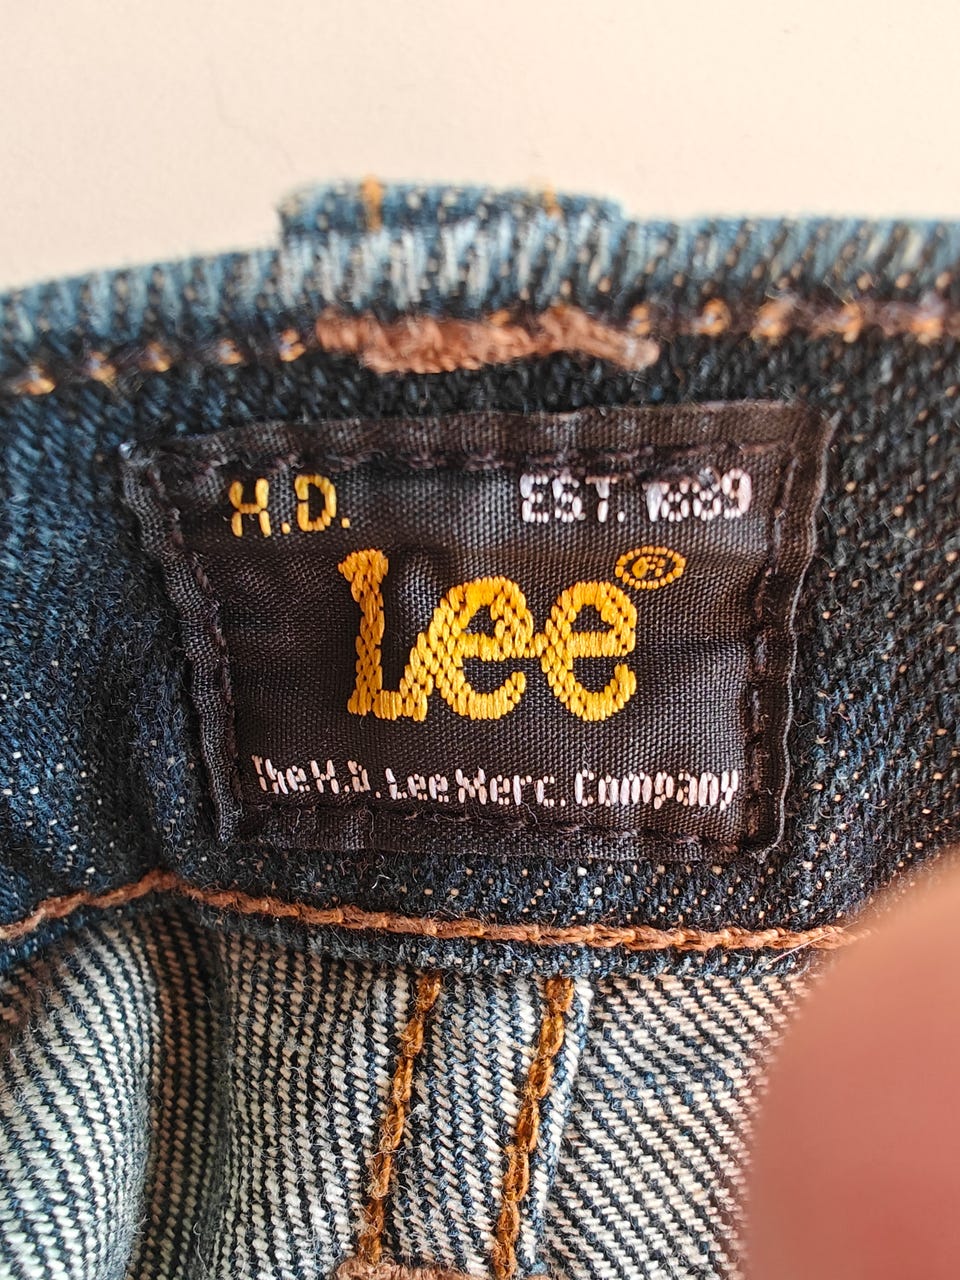 H.D. EST. 1889
Lee®
The H.D. Lee Merc. Company